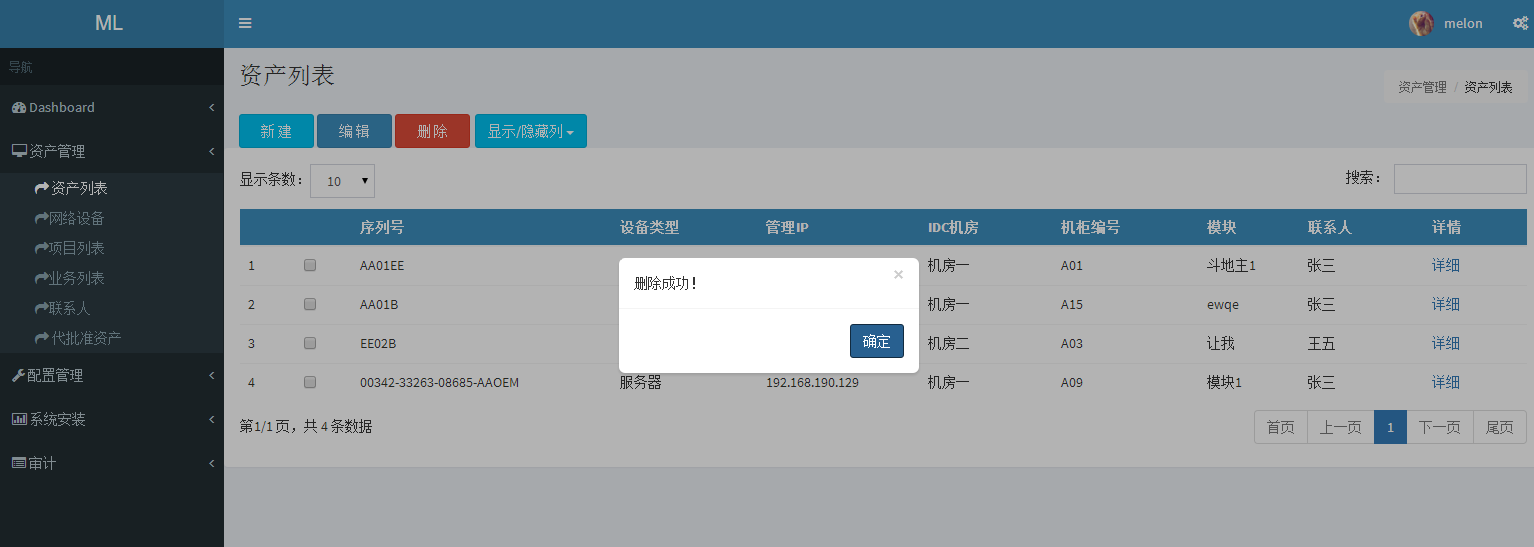 ML
melon
导航
Dashboard
资产管理
资产列表
网络设备
项目列表
业务列表
联系人
代批准资产
配置管理
系统安装
审计
资产列表
资产管理 / 资产列表
新建 编辑 删除 显示/隐藏列
显示条数: 10 搜索:
序列号 设备类型 管理IP IDC机房 机柜编号 模块 联系人 详情
1 AA01EE 机房一 A01 斗地主1 张三 详细
2 AA01B 机房一 A15 ewqe 张三 详细
3 EE02B 机房二 A03 让我 王五 详细
4 00342-33263-08685-AAOEM 服务器 192.168.190.129 机房一 A09 模块1 张三 详细
删除成功! ×
确定
第1/1 页，共 4 条数据
首页 上一页 1 下一页 尾页